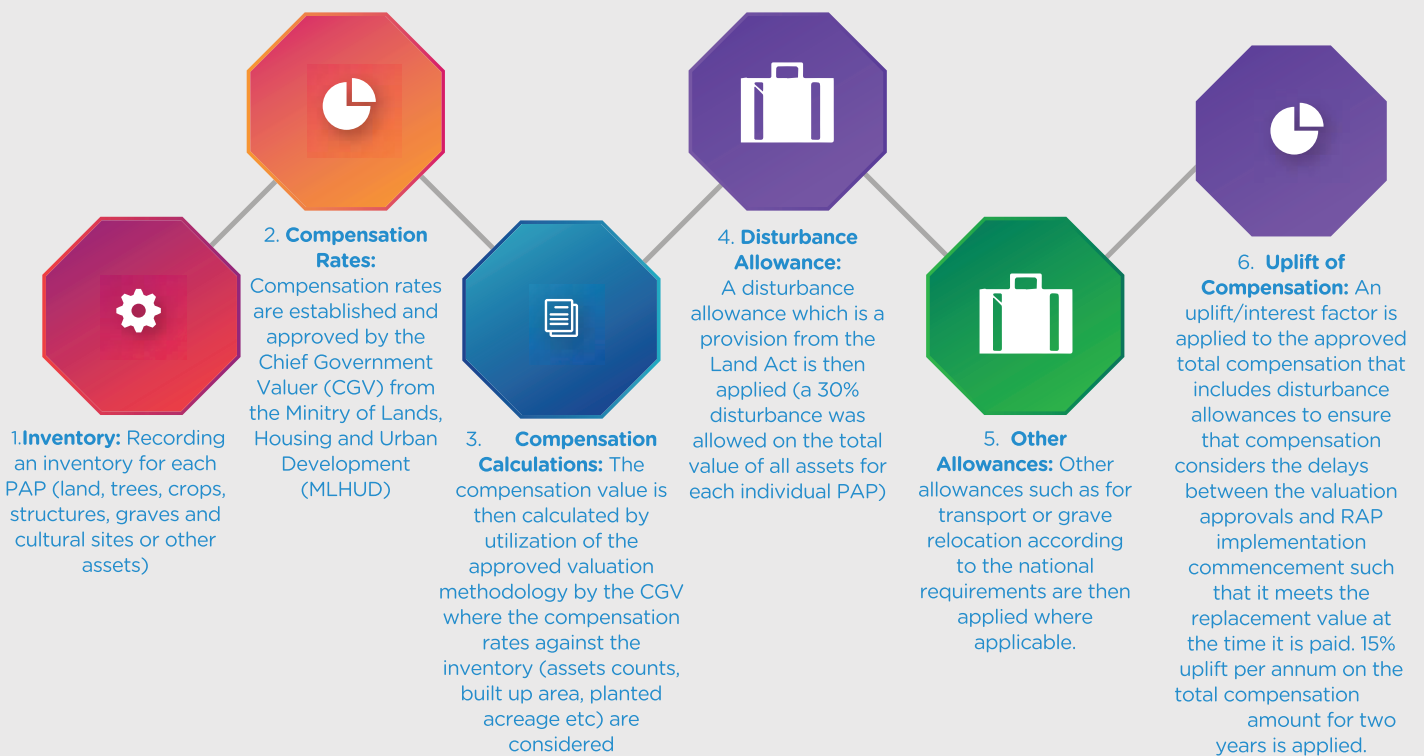 1.Inventory: Recording
an inventory for each
PAP (land, trees, crops,
structures, graves and
cultural sites or other
assets)
2. Compensation
Rates:
Compensation rates
are established and
approved by the
Chief Government
Valuer (CGV) from
the Minitry of Lands,
Housing and Urban
Development
(MLHUD)
3. Compensation
Calculations: The
compensation value is
then calculated by
utilization of the
approved valuation
methodology by the CGV
where the compensation
rates against the
inventory (assets counts,
built up area, planted
acreage etc) are
considered
4. Disturbance
Allowance:
A disturbance
allowance which is a
provision from the
Land Act is then
applied (a 30%
disturbance was
allowed on the total
value of all assets for
each individual PAP)
5. Other
Allowances: Other
allowances such as for
transport or grave
relocation according
to the national
requirements are then
applied where
applicable.
6. Uplift of
Compensation: An
uplift/interest factor is
applied to the approved
total compensation that
includes disturbance
allowances to ensure
that compensation
considers the delays
between the valuation
approvals and RAP
implementation
commencement such
that it meets the
replacement value at
the time it is paid. 15%
uplift per annum on the
total compensation
amount for two
years is applied.